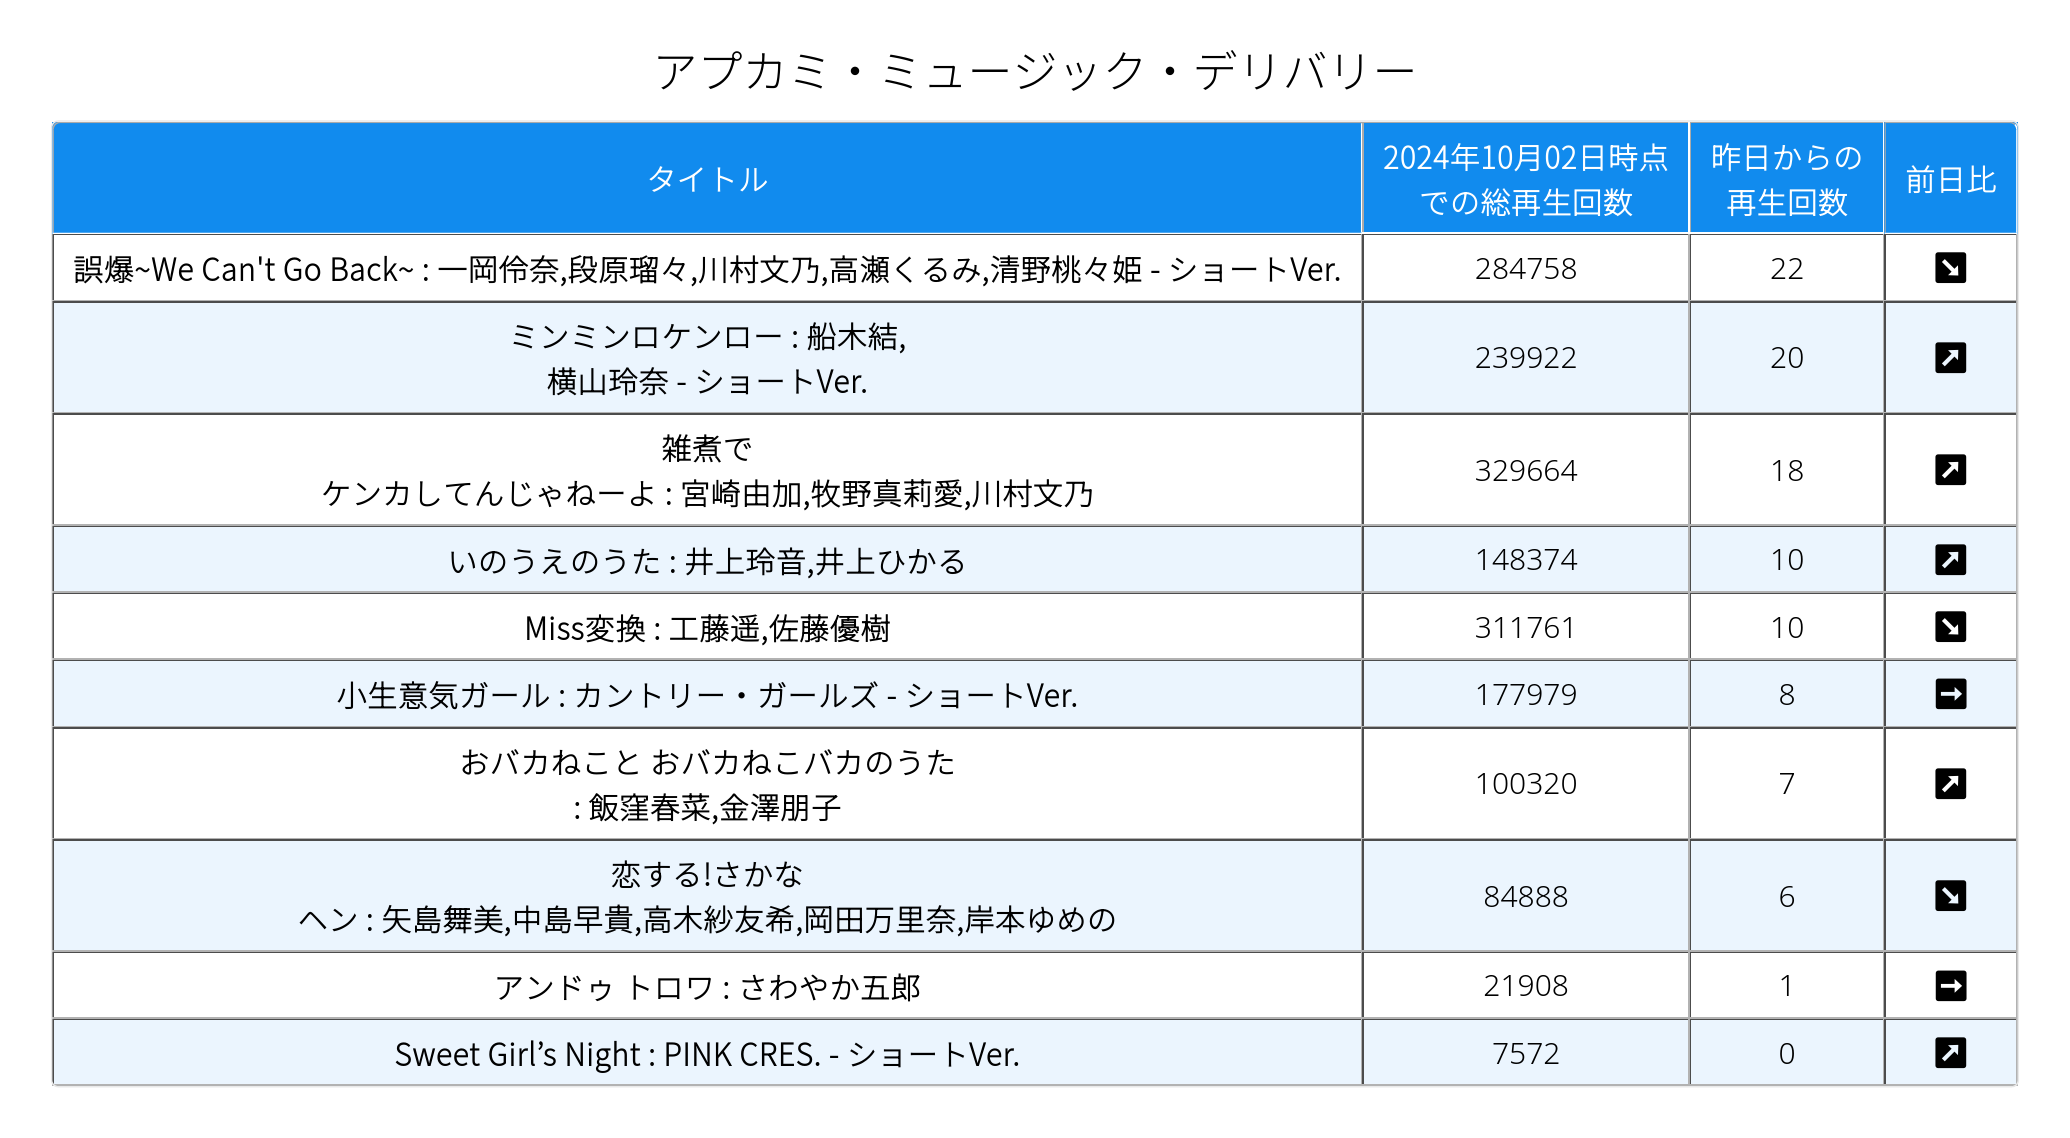 アプカミ・ミュージック・デリバリー
タイトル
2024年10月02日時点
での総再生回数
昨日からの
再生回数
前日比
誤爆~We Can't Go Back~ : 一岡伶奈,段原瑠々,川村文乃,高瀬くるみ,清野桃々姫 - ショートVer.
284758
22
ミンミンロケンロー : 船木結,
横山玲奈 - ショートVer.
239922
20
雑煮で
ケンカしてんじゃねーよ : 宮崎由加,牧野真莉愛,川村文乃
329664
18
いのうえのうた : 井上玲音,井上ひかる
148374
10
Miss変換 : 工藤遥,佐藤優樹
311761
10
小生意気ガール : カントリー・ガールズ - ショートVer.
177979
8
おバカねこと おバカねこバカのうた
: 飯窪春菜,金澤朋子
100320
7
恋する!さかな
ヘン : 矢島舞美,中島早貴,高木紗友希,岡田万里奈,岸本ゆめの
84888
6
アンドゥ トロワ : さわやか五郎
21908
1
Sweet Girl’s Night : PINK CRES. - ショートVer.
7572
0